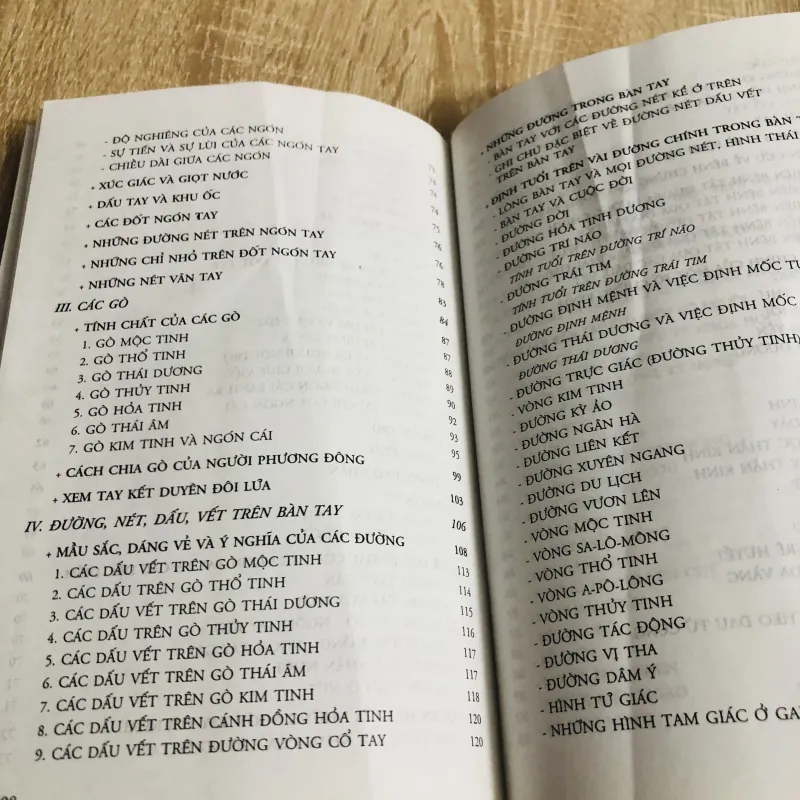 - ĐỘ NGHIÊNG CỦA CÁC NGÓN
- SỰ TIẾN VÀ SỰ LÙI CỦA CÁC NGÓN TAY
- CHIỀU DÀI GIỮA CÁC NGÓN 73
+ XÚC GIÁC VÀ GIỌT NƯỚC 74
+ DẤU TAY VÀ KHU ỐC 74
+ CÁC ĐỐT NGÓN TAY 74
+ NHỮNG ĐƯỜNG NÉT TRÊN NGÓN TAY 75
+ NHỮNG CHỈ NHỎ TRÊN ĐỐT NGÓN TAY 76
+ NHỮNG NÉT VÂN TAY 78
III. CÁC GÒ 83
+ TÍNH CHẤT CỦA CÁC GÒ 84
1. GÒ MỘC TINH 87
2. GÒ THỔ TINH 87
3. GÒ THÁI DƯƠNG 88
4. GÒ THỦY TINH 89
5. GÒ HỎA TINH 90
6. GÒ THÁI ÂM 92
7. GÒ KIM TINH VÀ NGÓN CÁI 93
+ CÁCH CHIA GÒ CỦA NGƯỜI PHƯƠNG ĐÔNG 95
+ XEM TAY KẾT DUYÊN ĐÔI LỨA 99
IV. ĐƯỜNG, NÉT, DẤU, VẾT TRÊN BÀN TAY 103
+ MẦU SẮC, DÁNG VẺ VÀ Ý NGHĨA CỦA CÁC ĐƯỜNG 106
1. CÁC DẤU VẾT TRÊN GÒ MỘC TINH 108
2. CÁC DẤU TRÊN GÒ THỔ TINH 113
3. CÁC DẤU VẾT TRÊN GÒ THÁI DƯƠNG 114
4. CÁC DẤU TRÊN GÒ THỦY TINH 115
5. CÁC DẤU VẾT TRÊN GÒ HỎA TINH 116
6. CÁC DẤU VẾT TRÊN GÒ THÁI ÂM 117
7. CÁC DẤU VẾT TRÊN GÒ KIM TINH 117
8. CÁC DẤU VẾT TRÊN CÁNH ĐỒNG HỎA TINH 118
9. CÁC DẤU VẾT TRÊN ĐƯỜNG VÒNG CỔ TAY 120
120
+ NHỮNG ĐƯỜNG TRONG BÀN TAY
- BÀN TAY VỚI CÁC ĐƯỜNG NÉT KỂ Ở TRÊN
- GHI CHÚ ĐẶC BIỆT VỀ ĐƯỜNG NÉT DẤU VẾT
TRÊN BÀN TAY
+ ĐỊNH TUỔI TRÊN VÀI ĐƯỜNG CHÍNH TRONG BÀN
- LÒNG BÀN TAY VÀ MỌI ĐƯỜNG NÉT, HÌNH THÁI
- BÀN TAY VÀ CUỘC ĐỜI
- ĐƯỜNG ĐỜI
- ĐƯỜNG HỎA TINH DƯƠNG
- ĐƯỜNG TRÍ NÃO
TÍNH TUỔI TRÊN ĐƯỜNG TRÍ NÃO
- ĐƯỜNG TRÁI TIM
TÍNH TUỔI TRÊN ĐƯỜNG TRÁI TIM
- ĐƯỜNG ĐỊNH MỆNH VÀ VIỆC ĐỊNH MỐC
ĐƯỜNG ĐỊNH MỆNH
- ĐƯỜNG THÁI DƯƠNG VÀ VIỆC ĐỊNH MỐC
ĐƯỜNG THÁI DƯƠNG
- ĐƯỜNG TRỰC GIÁC (ĐƯỜNG THỦY TINH)
- VÒNG KIM TINH
- ĐƯỜNG KỲ ẢO
- ĐƯỜNG NGÂN HÀ
- ĐƯỜNG LIÊN KẾT
- ĐƯỜNG XUYÊN NGANG
- ĐƯỜNG DU LỊCH
- ĐƯỜNG VƯƠN LÊN
- VÒNG MỘC TINH
- VÒNG SA-LÔ-MÔNG
- VÒNG THỔ TINH
- VÒNG A-PÔ-LÔNG
- VÒNG THỦY TINH
- ĐƯỜNG TÁC ĐỘNG
- ĐƯỜNG VỊ THA
- ĐƯỜNG DÂM Ý
- HÌNH TỨ GIÁC
- NHỮNG HÌNH TAM GIÁC Ở